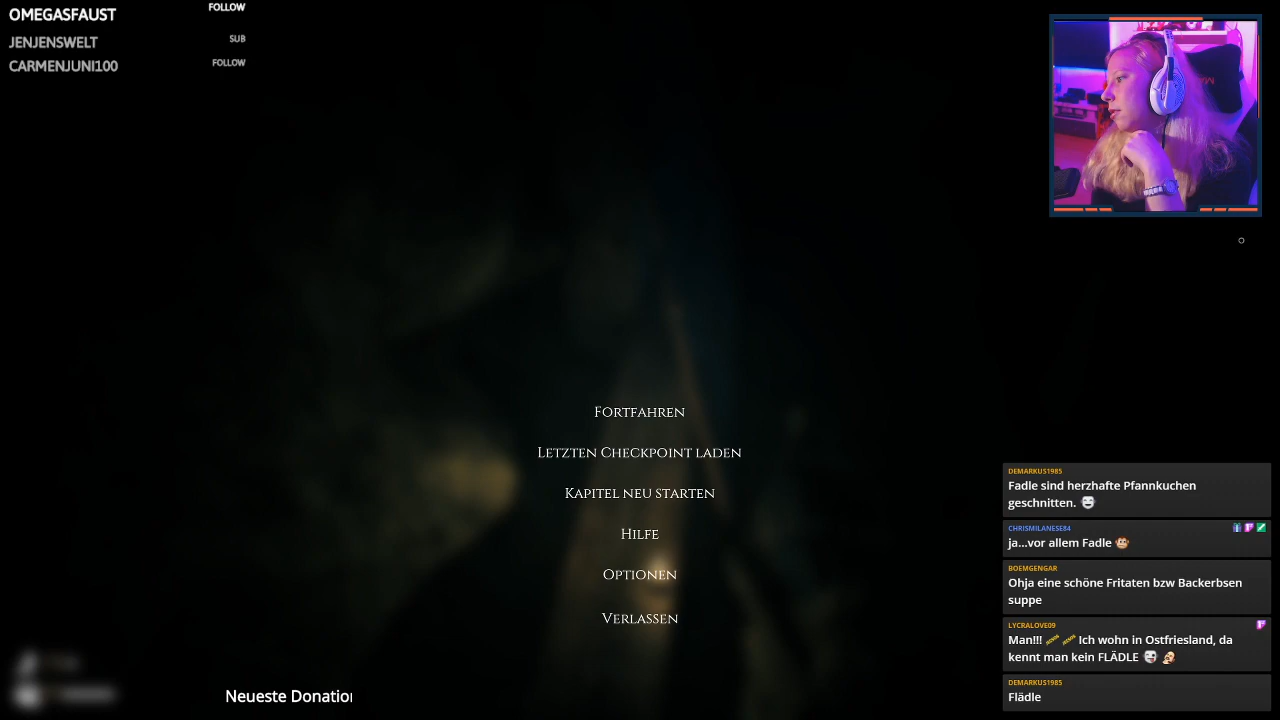 OMEGASFAUST FOLLOW
JENJENSWELT SUB
CARMENJUNI100 FOLLOW
FORTFAHREN
LETZTEN CHECKPOINT LADEN
KAPITEL NEU STARTEN
HILFE
OPTIONEN
VERLASSEN
DEMARKUS1985
Fadle sind herzhafte Pfannkuchen
geschnitten.
CHRISMILANESE84
ja...vor allem Fadle
BOEMGENGAR
Ohja eine schöne Fritaten bzw Backerbsen
suppe
LYCRALOVE09
Man!!! Ich wohn in Ostfriesland, da
kennt man kein FLÄDLE
DEMARKUS1985
Flädle
Neueste Donation